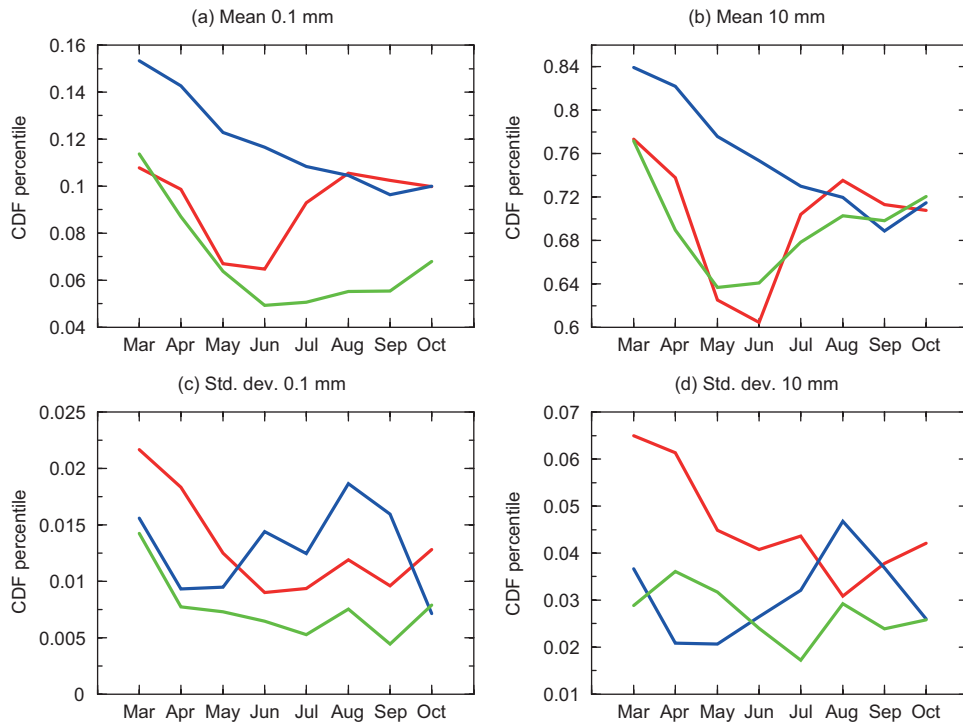 (a) Mean 0.1 mm
CDF percentile
0.16
0.14
0.12
0.1
0.08
0.06
0.04
Mar Apr May Jun Jul Aug Sep Oct
(b) Mean 10 mm
CDF percentile
0.84
0.8
0.76
0.72
0.68
0.64
0.6
Mar Apr May Jun Jul Aug Sep Oct
(c) Std. dev. 0.1 mm
CDF percentile
0.025
0.02
0.015
0.01
0.005
0
Mar Apr May Jun Jul Aug Sep Oct
(d) Std. dev. 10 mm
CDF percentile
0.07
0.06
0.05
0.04
0.03
0.02
0.01
Mar Apr May Jun Jul Aug Sep Oct